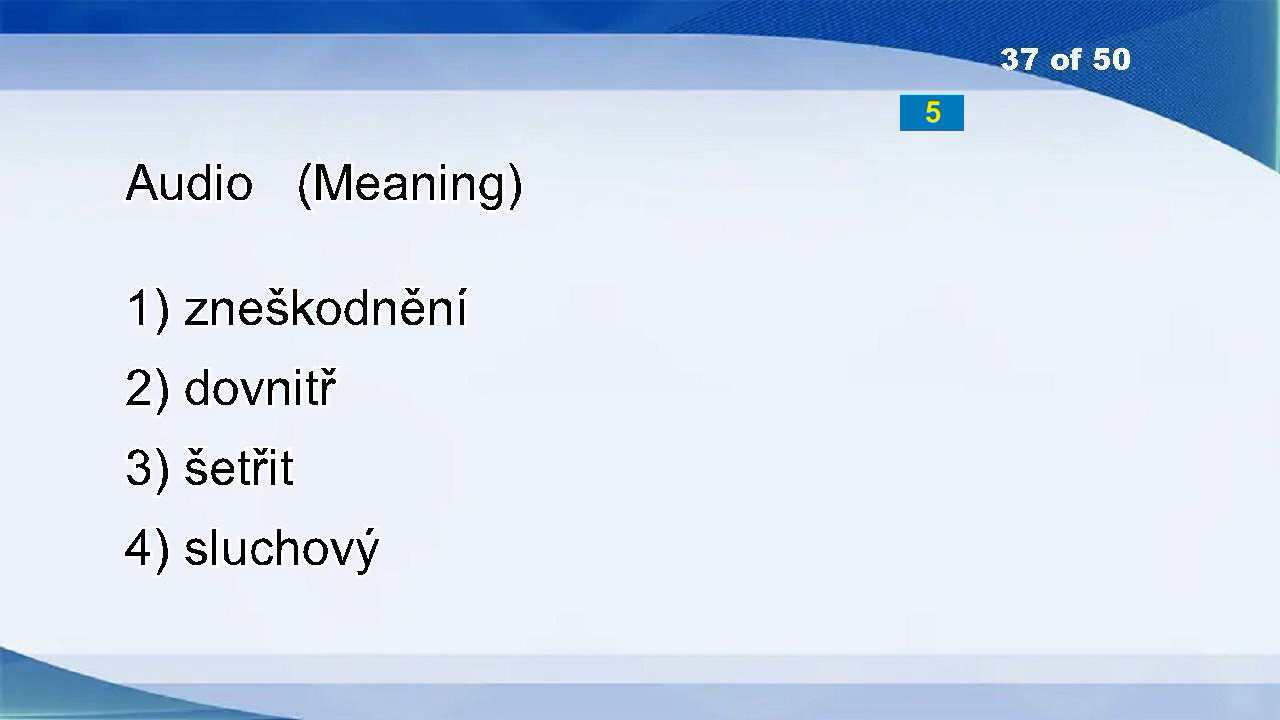 37 of 50
5
Audio (Meaning)
1) zneškodnění
2) dovnitř
3) šetřit
4) sluchový